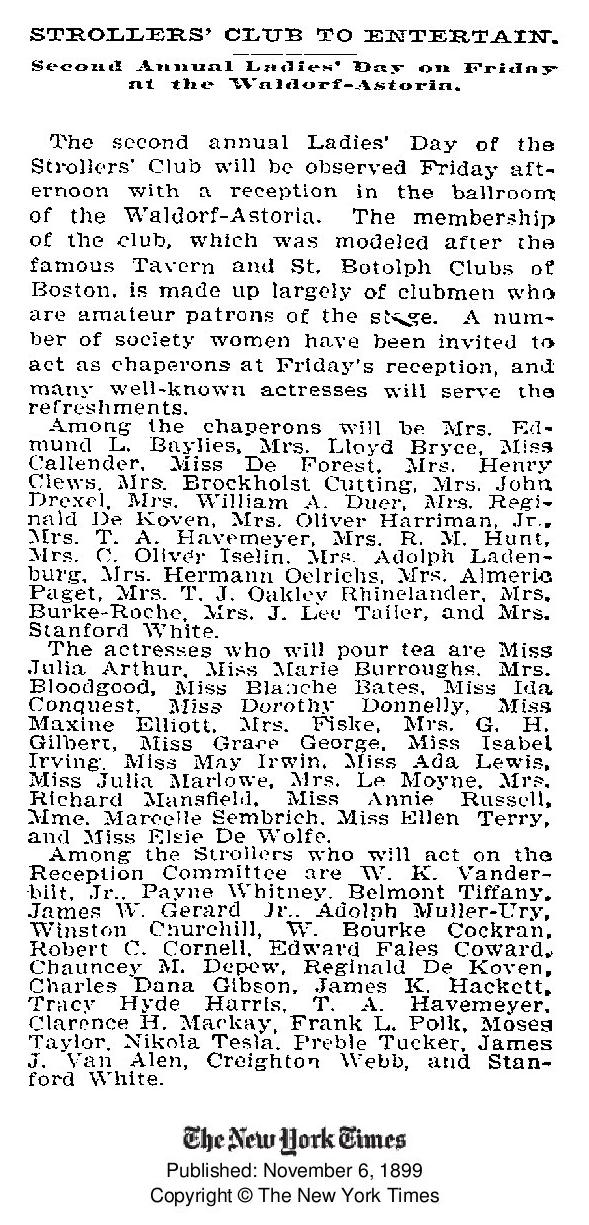 STROLLERS' CLUB TO ENTERTAIN.
Second Annual Ladies' Day on Friday
at the Waldorf-Astoria.
The second annual Ladies' Day of the
Strollers' Club will be observed Friday aft-
ernoon with a reception in the ballroom
of the Waldorf-Astoria. The membership
of the club, which was modeled after the
famous Tavern and St. Botolph Clubs of
Boston, is made up largely of clubmen who
are amateur patrons of the stage. A num-
ber of society women have been invited to
act as chaperons at Friday's reception, and
many well-known actresses will serve the
refreshments.
Among the chaperons will be Mrs. Ed-
mund L. Baylies, Mrs. Lloyd Bryce, Miss
Callender, Miss De Forest, Mrs. Henry
Clews, Mrs. Brockholst Cutting, Mrs. John
Drexel, Mrs. William A. Duer, Mrs. Regi-
nald De Koven, Mrs. Oliver Harriman, Jr.,
Mrs. T. A. Havemeyer, Mrs. R. M. Hunt,
Mrs. C. Oliver Iselin, Mrs. Adolph Laden-
burg, Mrs. Hermann Oelrichs, Mrs. Almeric
Paget, Mrs. T. J. Oakley Rhinelander, Mrs.
Burke-Roche, Mrs. J. Lee Tailer, and Mrs.
Stanford White.
The actresses who will pour tea are Miss
Julia Arthur, Miss Marie Burroughs, Mrs.
Bloodgood, Miss Blanche Bates, Miss Ida
Conquest, Miss Dorothy Donnelly, Miss
Maxine Elliott, Mrs. Fiske, Mrs. G. H.
Gilbert, Miss Grace George, Miss Isabel
Irving, Miss May Irwin, Miss Ada Lewis,
Miss Julia Marlowe, Mrs. Le Moyne, Mrs.
Richard Mansfield, Miss Annie Russell,
Mme. Marcelle Sembrich, Miss Ellen Terry,
and Miss Elsie De Wolfe.
Among the Strollers who will act on the
Reception Committee are W. K. Vander-
bilt, Jr., Payne Whitney, Belmont Tiffany,
James W. Gerard Jr., Adolph Muller-Ury,
Winston Churchill, W. Bourke Cockran,
Robert C. Cornell, Edward Fales Coward,
Chauncey M. Depew, Reginald De Koven,
Charles Dana Gibson, James K. Hackett,
Tracy Hyde Harris, T. A. Havemeyer,
Clarence H. Mackay, Frank L. Polk, Moses
Taylor, Nikola Tesla, Preble Tucker, James
J. Van Alen, Creighton Webb, and Stan-
ford White.
The New York Times
Published: November 6, 1899
Copyright © The New York Times